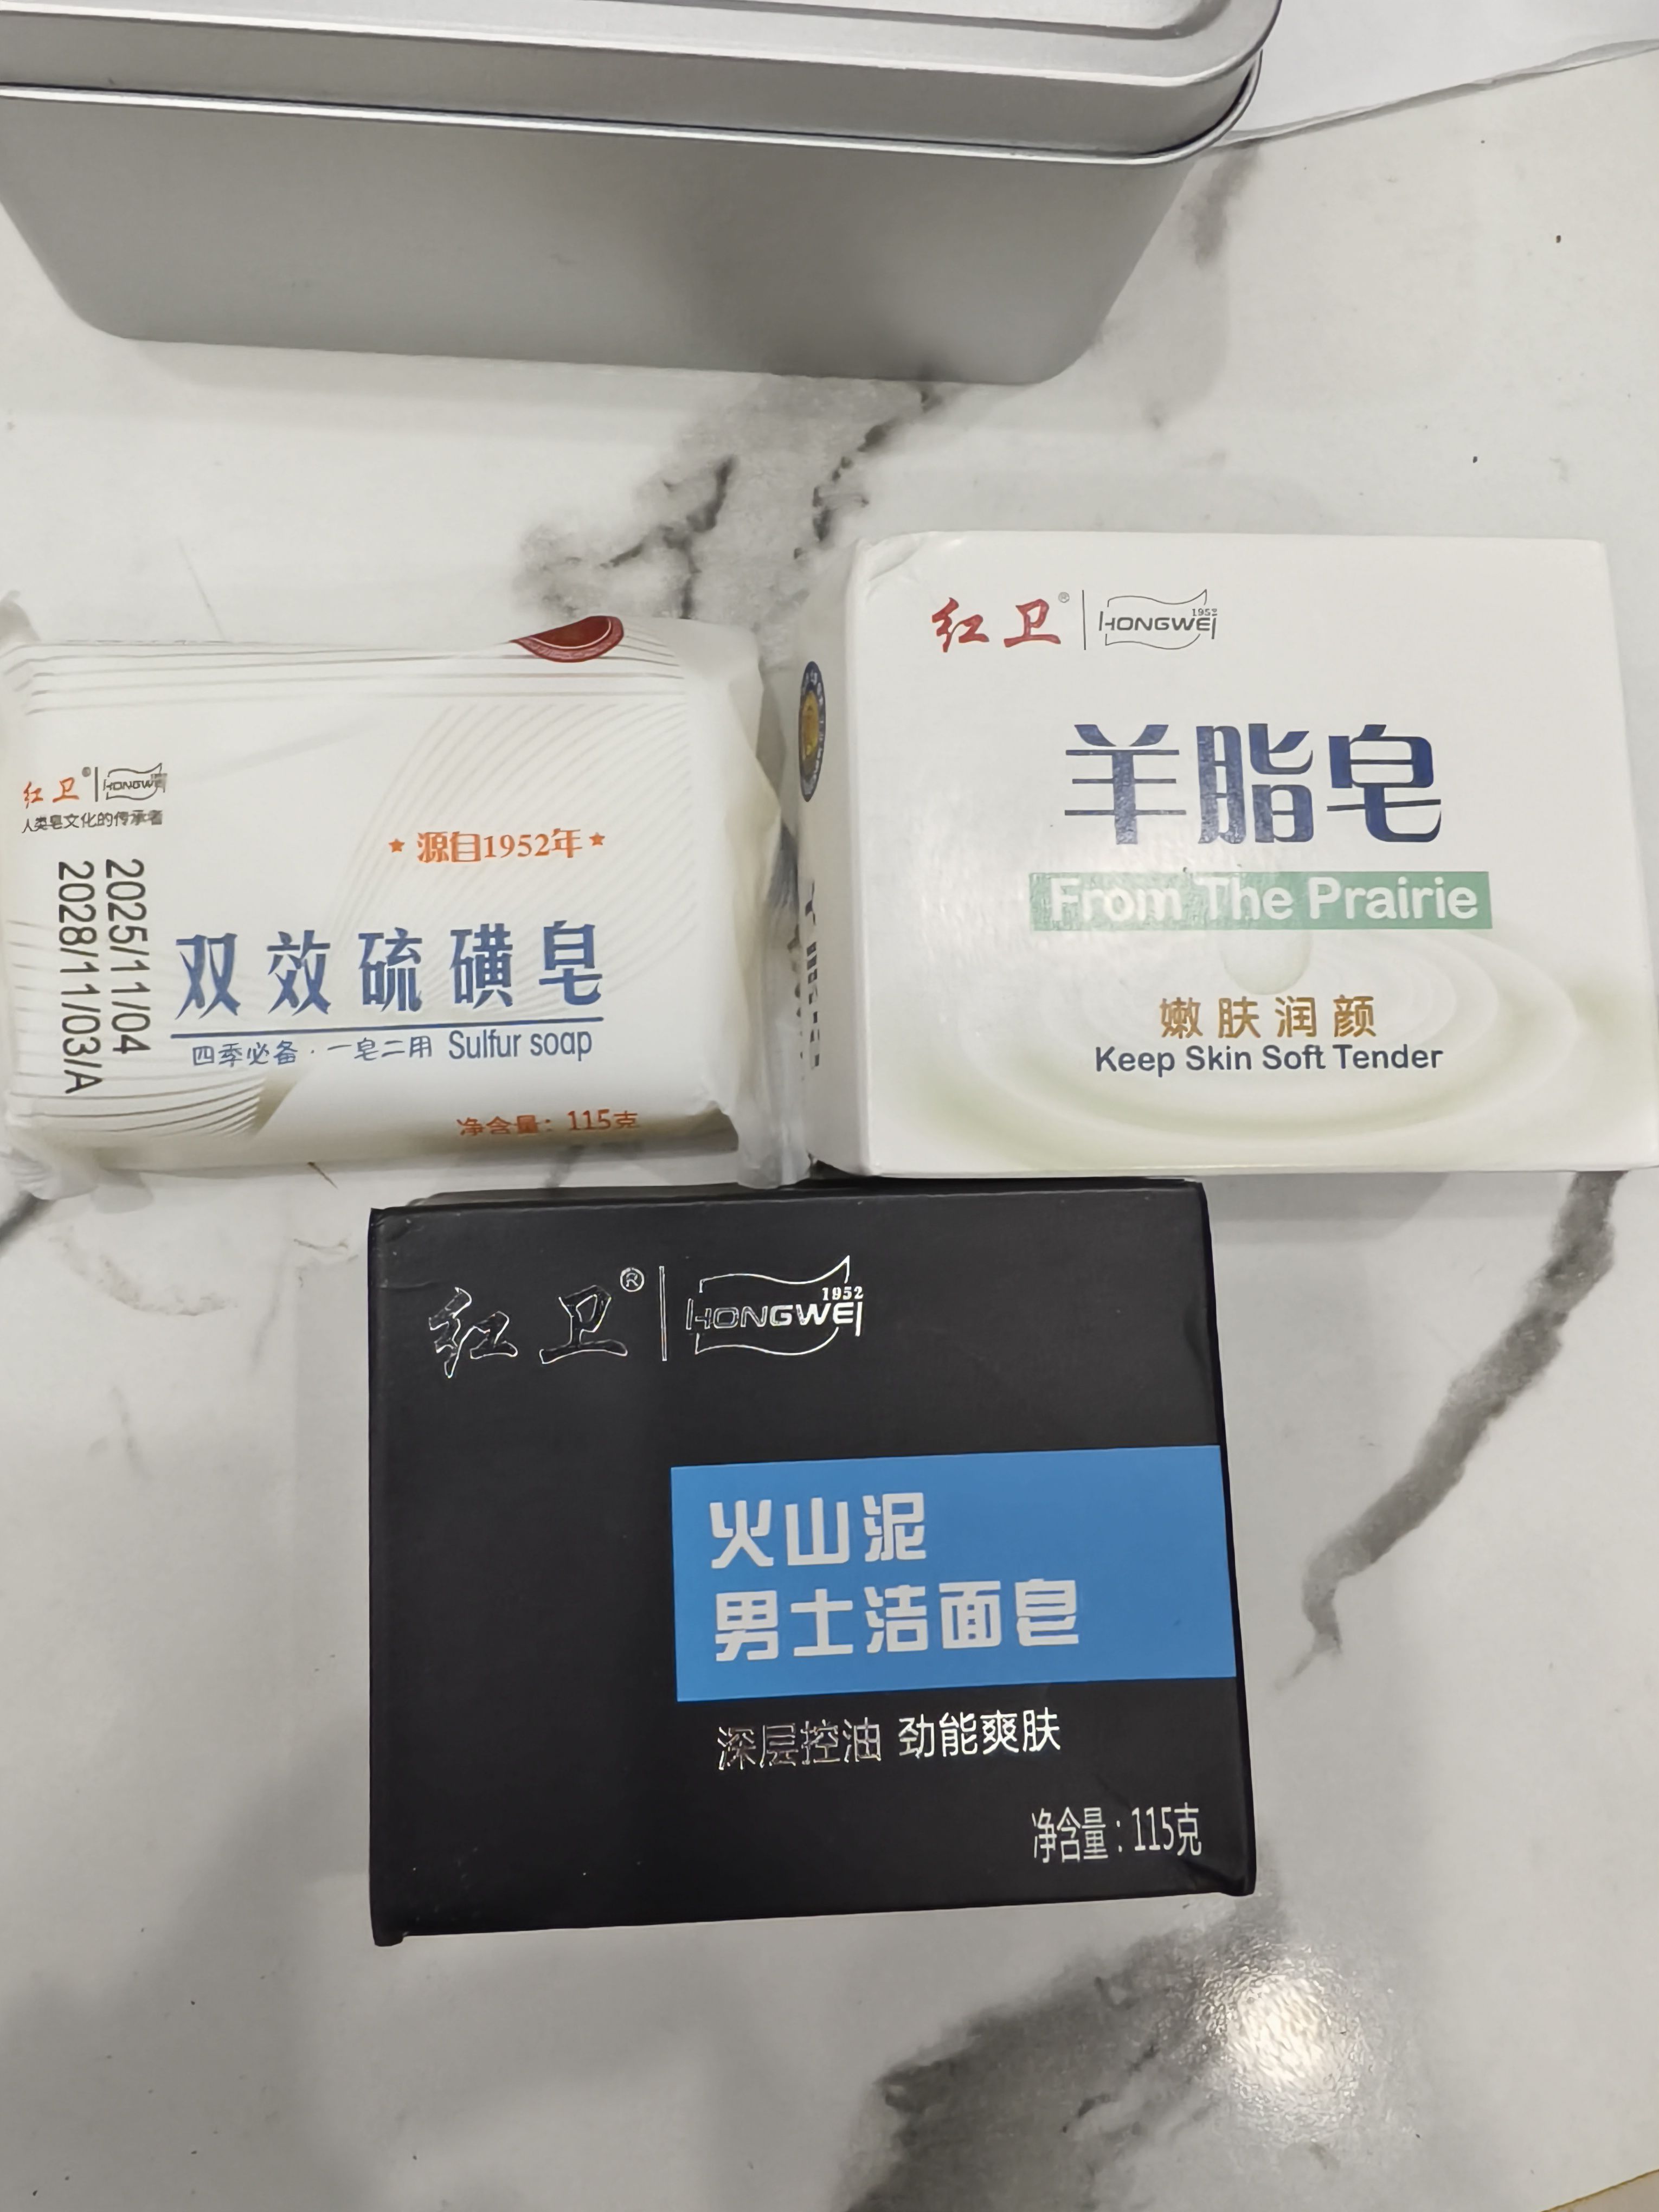 红卫® HONGWEI 1952
人类皂文化的传承者
2025/11/04
2028/11/03/A
★源自1952年★
双效硫磺皂
四季必备·一皂二用 Sulfur soap
净含量：115克
红卫® HONGWEI 1952
羊脂皂
From The Prairie
嫩肤润颜
Keep Skin Soft Tender
红卫® HONGWEI 1952
火山泥
男士洁面皂
深层控油 劲能爽肤
净含量：115克